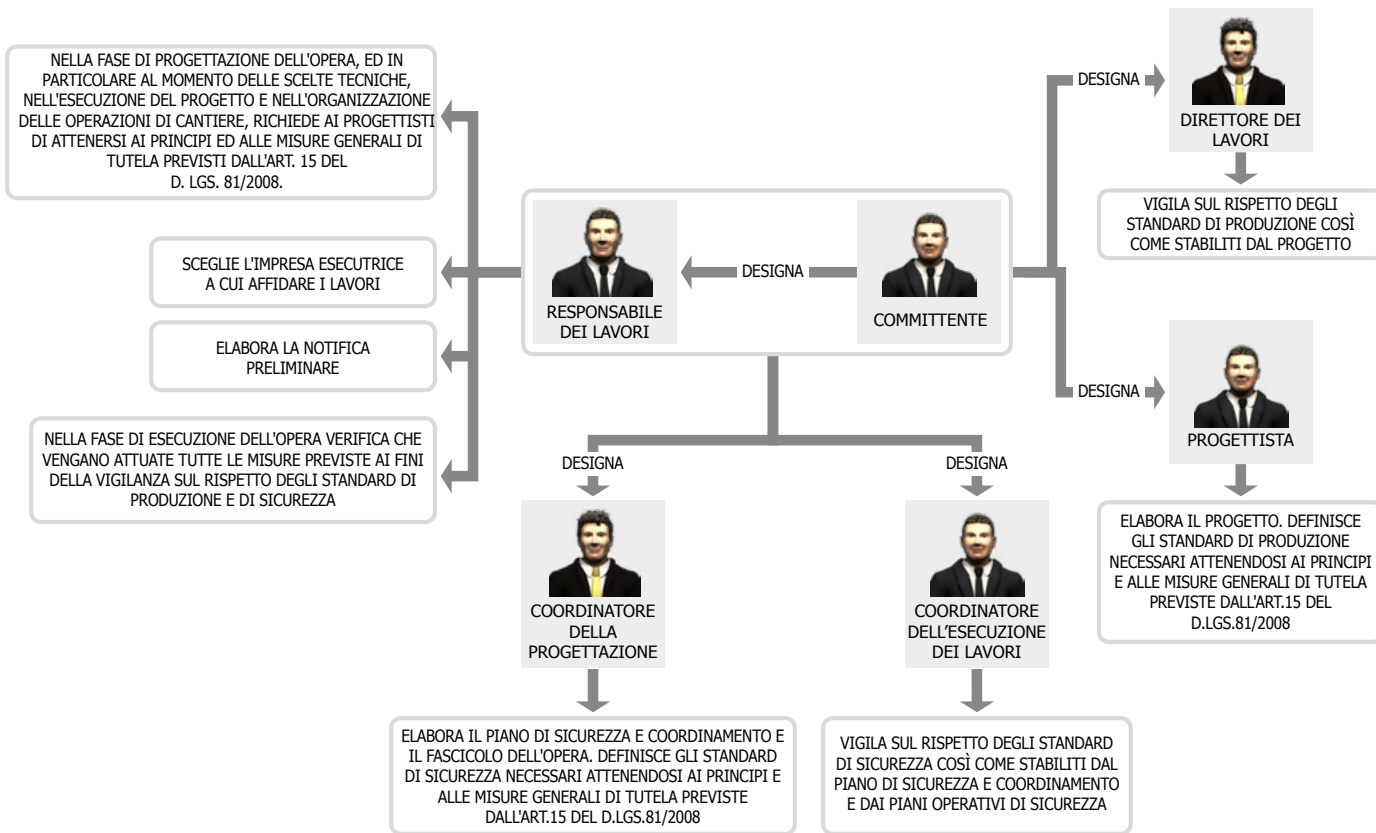 NELLA FASE DI PROGETTAZIONE DELL'OPERA, ED IN
PARTICOLARE AL MOMENTO DELLE SCELTE TECNICHE,
NELL'ESECUZIONE DEL PROGETTO E NELL'ORGANIZZAZIONE
DELLE OPERAZIONI DI CANTIERE, RICHIEDE AI PROGETTISTI
DI ATTENERSI AI PRINCIPI ED ALLE MISURE GENERALI DI
TUTELA PREVISTI DALL'ART. 15 DEL
D. LGS. 81/2008.
SCEGLIE L'IMPRESA ESECUTRICE
A CUI AFFIDARE I LAVORI
ELABORA LA NOTIFICA
PRELIMINARE
NELLA FASE DI ESECUZIONE DELL'OPERA VERIFICA CHE
VENGANO ATTUATE TUTTE LE MISURE PREVISTE AI FINI
DELLA VIGILANZA SUL RISPETTO DEGLI STANDARD DI
PRODUZIONE E DI SICUREZZA
RESPONSABILE
DEI LAVORI
DESIGNA
COMMITTENTE
DESIGNA
DIRETTORE DEI
LAVORI
VIGILA SUL RISPETTO DEGLI
STANDARD DI PRODUZIONE COSÌ
COME STABILITI DAL PROGETTO
DESIGNA
PROGETTISTA
ELABORA IL PROGETTO. DEFINISCE
GLI STANDARD DI PRODUZIONE
NECESSARI ATTENENDOSI AI PRINCIPI
E ALLE MISURE GENERALI DI TUTELA
PREVISTE DALL'ART.15 DEL
D.LGS.81/2008
DESIGNA
COORDINATORE
DELLA
PROGETTAZIONE
ELABORA IL PIANO DI SICUREZZA E COORDINAMENTO E
IL FASCICOLO DELL'OPERA. DEFINISCE GLI STANDARD
DI SICUREZZA NECESSARI ATTENENDOSI AI PRINCIPI E
ALLE MISURE GENERALI DI TUTELA PREVISTE
DALL'ART.15 DEL D.LGS.81/2008
DESIGNA
COORDINATORE
DELL'ESECUZIONE
DEI LAVORI
VIGILA SUL RISPETTO DEGLI STANDARD
DI SICUREZZA COSÌ COME STABILITI DAL
PIANO DI SICUREZZA E COORDINAMENTO
E DAI PIANI OPERATIVI DI SICUREZZA